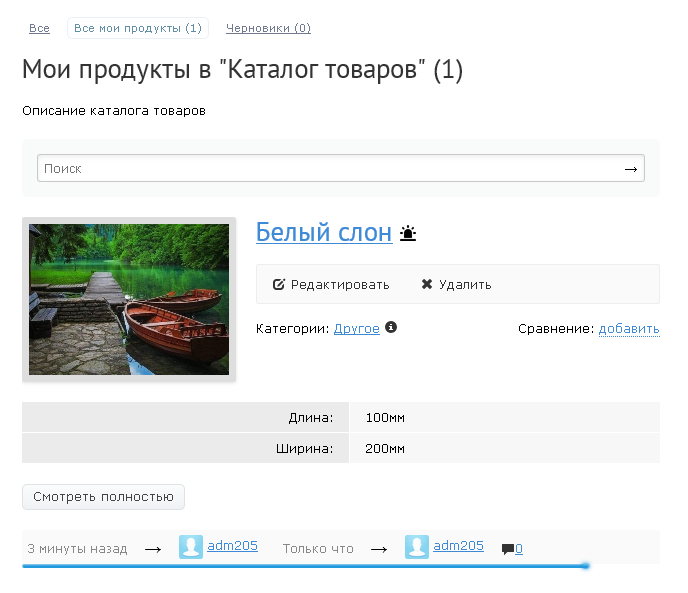 Все Все мои продукты (1) Черновики (0)
Мои продукты в "Каталог товаров" (1)
Описание каталога товаров
Поиск →
Белый слон
Редактировать Удалить
Категории: Другое Сравнение: добавить
Длина: 100мм
Ширина: 200мм
Смотреть полностью
3 минуты назад → adm205 Только что → adm205 0